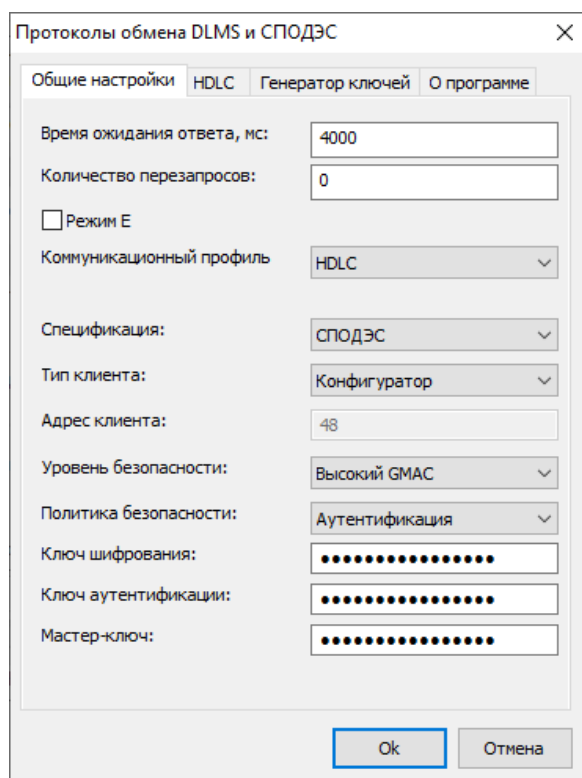 Протоколы обмена DLMS и СПОДЭС
Общие настройки HDLC Генератор ключей О программе
Время ожидания ответа, мс: 4000
Количество перезапросов: 0
Режим E
Коммуникационный профиль HDLC
Спецификация: СПОДЭС
Тип клиента: Конфигуратор
Адрес клиента: 48
Уровень безопасности: Высокий GMAC
Политика безопасности: Аутентификация
Ключ шифрования: ••••••••••••••••
Ключ аутентификации: ••••••••••••••••
Мастер-ключ: ••••••••••••••••
Ok Отмена